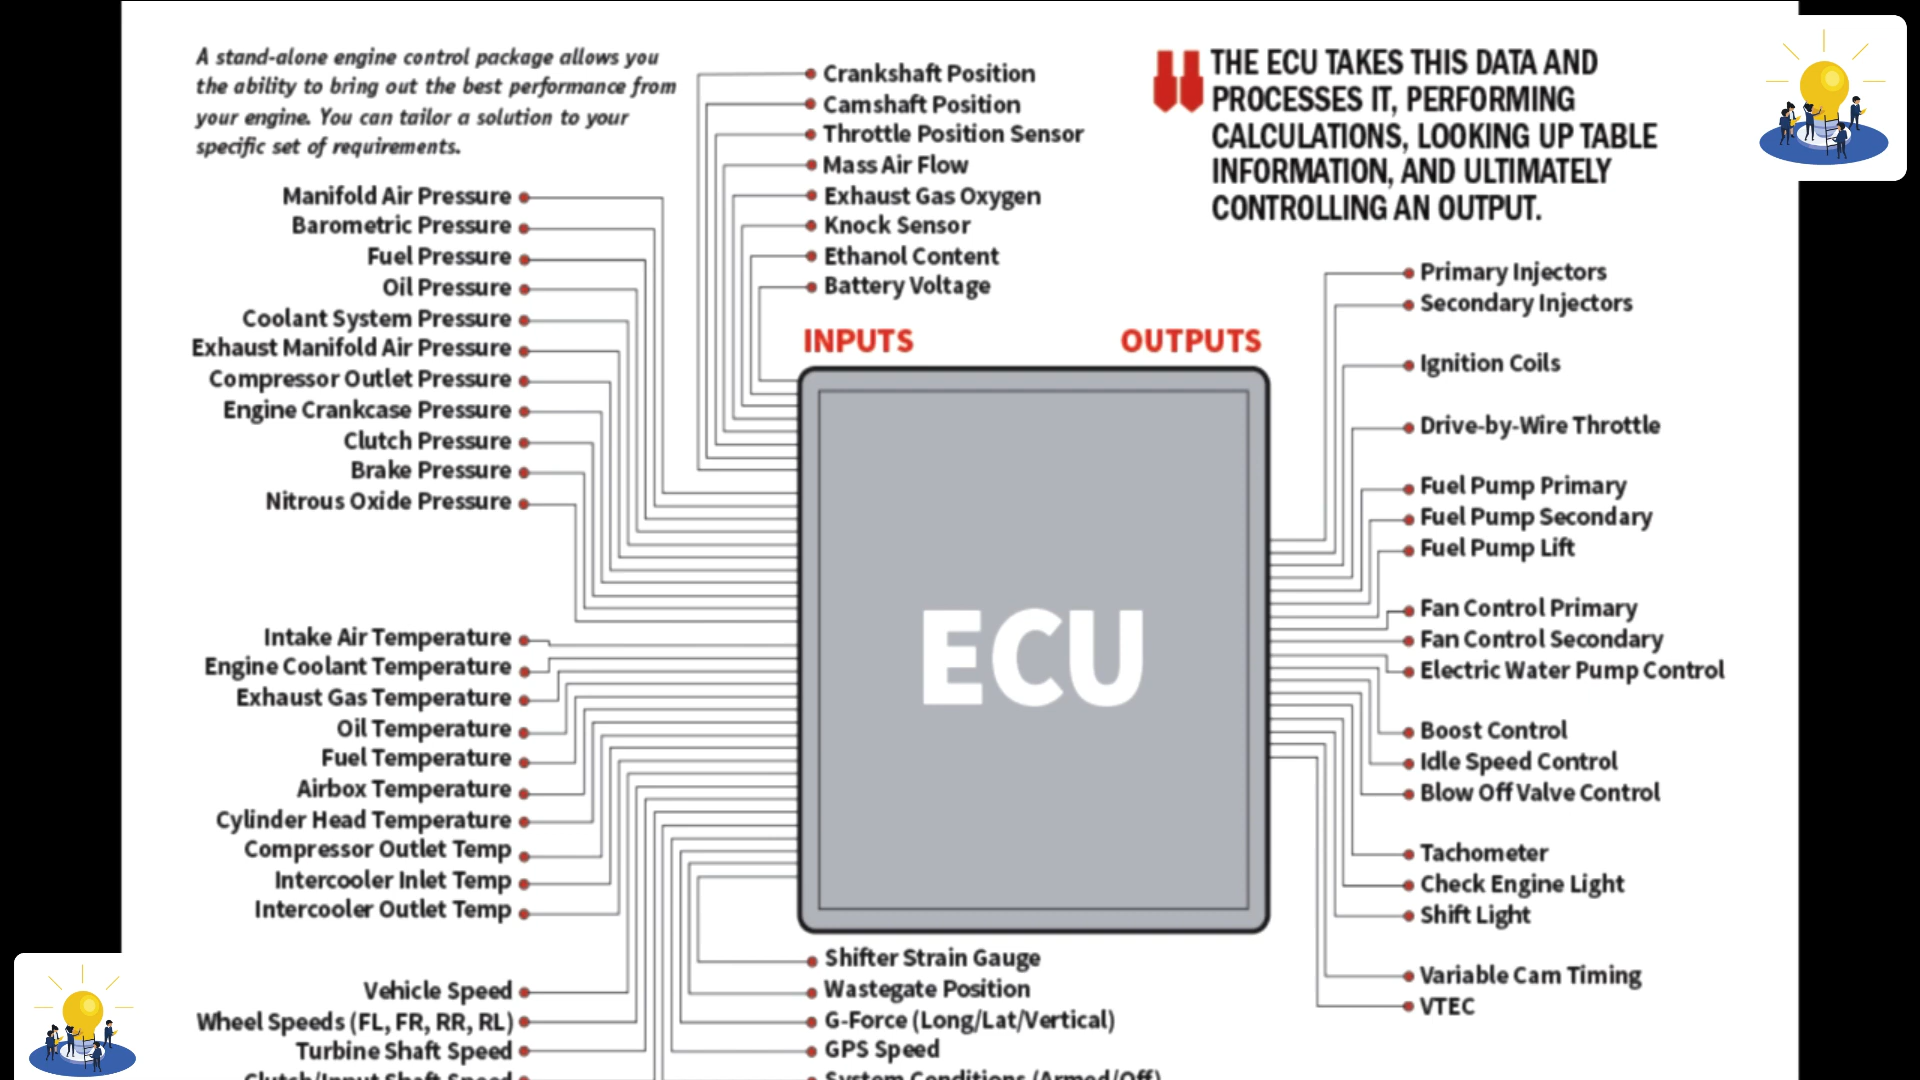 A stand-alone engine control package allows you
the ability to bring out the best performance from
your engine. You can tailor a solution to your
specific set of requirements.
Manifold Air Pressure
Barometric Pressure
Fuel Pressure
Oil Pressure
Coolant System Pressure
Exhaust Manifold Air Pressure
Compressor Outlet Pressure
Engine Crankcase Pressure
Clutch Pressure
Brake Pressure
Nitrous Oxide Pressure
Intake Air Temperature
Engine Coolant Temperature
Exhaust Gas Temperature
Oil Temperature
Fuel Temperature
Airbox Temperature
Cylinder Head Temperature
Compressor Outlet Temp
Intercooler Inlet Temp
Intercooler Outlet Temp
Vehicle Speed
Wheel Speeds (FL, FR, RR, RL)
Turbine Shaft Speed
Clutch/Input Shaft Speed
Crankshaft Position
Camshaft Position
Throttle Position Sensor
Mass Air Flow
Exhaust Gas Oxygen
Knock Sensor
Ethanol Content
Battery Voltage
INPUTS
OUTPUTS
ECU
Shifter Strain Gauge
Wastegate Position
G-Force (Long/Lat/Vertical)
GPS Speed
System Conditions (Armed/Off)
THE ECU TAKES THIS DATA AND
PROCESSES IT, PERFORMING
CALCULATIONS, LOOKING UP TABLE
INFORMATION, AND ULTIMATELY
CONTROLLING AN OUTPUT.
Primary Injectors
Secondary Injectors
Ignition Coils
Drive-by-Wire Throttle
Fuel Pump Primary
Fuel Pump Secondary
Fuel Pump Lift
Fan Control Primary
Fan Control Secondary
Electric Water Pump Control
Boost Control
Idle Speed Control
Blow Off Valve Control
Tachometer
Check Engine Light
Shift Light
Variable Cam Timing
VTEC